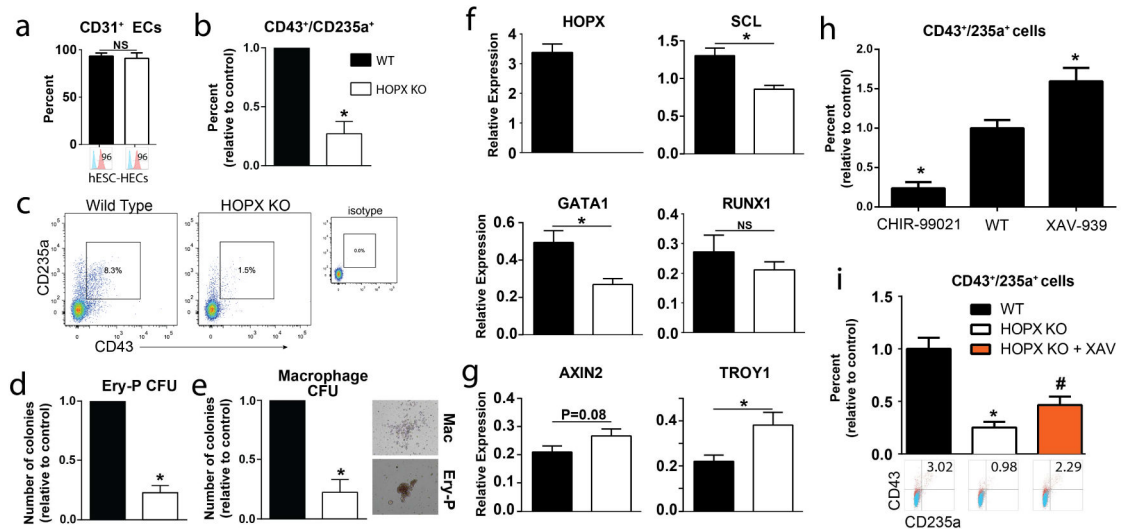 a
CD31⁺ ECs
NS
100
50
0
Percent
96
96
hESC-HECs
b
CD43⁺/CD235a⁺
1.0
0.5
0.0
Percent
(relative to control)
*
WT
HOPX KO
c
Wild Type
HOPX KO
isotype
8.3%
1.5%
0.0%
CD235a
CD43
d
Ery-P CFU
Number of colonies
(relative to control)
1.0
0.5
0.0
*
e
Macrophage
CFU
Number of colonies
(relative to control)
1.0
0.5
0.0
*
Mac
Ery-P
f
HOPX
Relative Expression
4
3
2
1
0
SCL
1.5
1.0
0.5
0.0
*
GATA1
Relative Expression
0.6
0.4
0.2
0.0
*
RUNX1
0.4
0.3
0.2
0.1
0.0
NS
g
AXIN2
Relative Expression
0.4
0.2
0.0
P=0.08
TROY1
0.4
0.2
0.0
*
h
CD43⁺/235a⁺ cells
Percent
(relative to control)
2.0
1.5
1.0
0.5
0.0
*
*
CHIR-99021
WT
XAV-939
i
CD43⁺/235a⁺ cells
Percent
(relative to control)
1.5
1.0
0.5
0.0
WT
HOPX KO
HOPX KO + XAV
*
#
3.02
0.98
2.29
CD43
CD235a